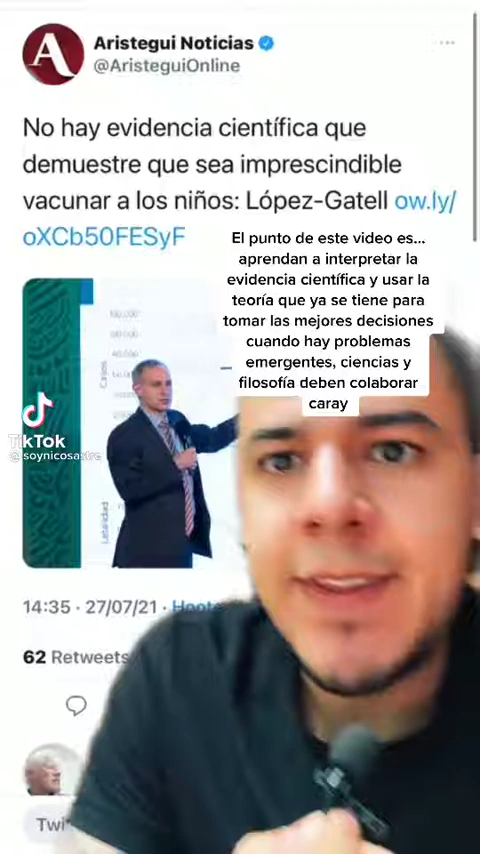 Aristegui Noticias
@AristeguiOnline
No hay evidencia científica que
demuestre que sea imprescindible
vacunar a los niños: López-Gatell ow.ly/
oXCb50FESyF
El punto de este video es...
aprendan a interpretar la
evidencia científica y usar la
teoría que ya se tiene para
tomar las mejores decisiones
cuando hay problemas
emergentes, ciencias y
filosofía deben colaborar
caray
Casos
Letalidad
TikTok
@soynicosastre
14:35 · 27/07/21 ·
62 Retweets